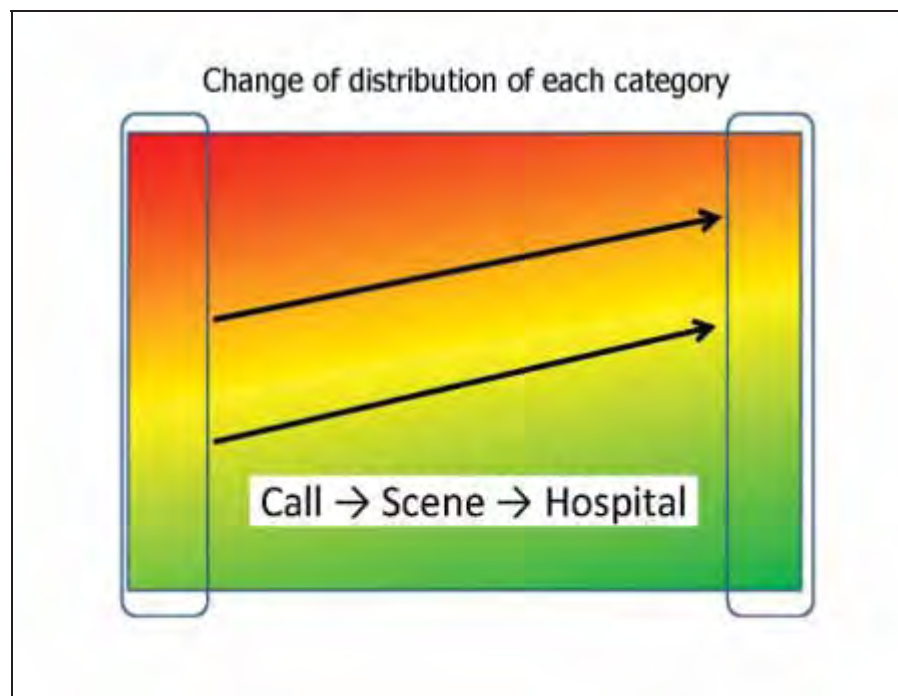 Change of distribution of each category
Call → Scene → Hospital